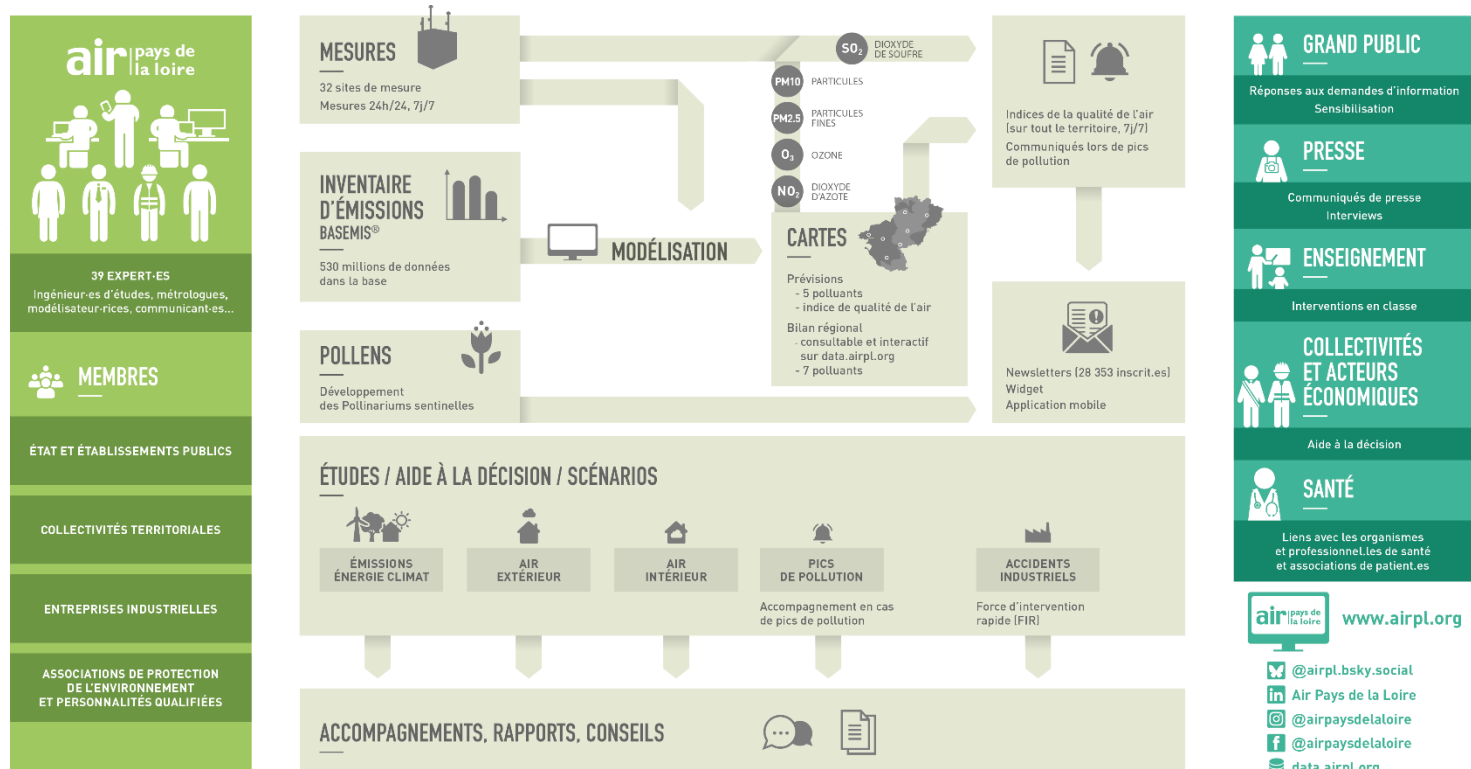 air pays de
la loire
39 EXPERT·ES
Ingénieur·es d'études, métrologues,
modélisateur·rices, communicant·es...
MEMBRES
ÉTAT ET ÉTABLISSEMENTS PUBLICS
COLLECTIVITÉS TERRITORIALES
ENTREPRISES INDUSTRIELLES
ASSOCIATIONS DE PROTECTION
DE L'ENVIRONNEMENT
ET PERSONNALITÉS QUALIFIÉES
MESURES
32 sites de mesure
Mesures 24h/24, 7j/7
INVENTAIRE
D'ÉMISSIONS
BASEMIS®
530 millions de données
dans la base
POLLENS
Développement
des Pollinariums sentinelles
MODÉLISATION
SO₂ DIOXYDE
DE SOUFRE
PM10 PARTICULES
PM2.5 PARTICULES
FINES
O₃ OZONE
NO₂ DIOXYDE
D'AZOTE
CARTES
Prévisions
- 5 polluants
- indice de qualité de l'air
Bilan régional
- consultable et interactif
sur data.airpl.org
- 7 polluants
Indices de la qualité de l'air
(sur tout le territoire, 7j/7)
Communiqués lors de pics
de pollution
Newsletters (28 353 inscrit.es)
Widget
Application mobile
ÉTUDES / AIDE À LA DÉCISION / SCÉNARIOS
ÉMISSIONS
ÉNERGIE CLIMAT
AIR
EXTÉRIEUR
AIR
INTÉRIEUR
PICS
DE POLLUTION
Accompagnement en cas
de pics de pollution
ACCIDENTS
INDUSTRIELS
Force d'intervention
rapide (FIR)
ACCOMPAGNEMENTS, RAPPORTS, CONSEILS
GRAND PUBLIC
Réponses aux demandes d'information
Sensibilisation
PRESSE
Communiqués de presse
Interviews
ENSEIGNEMENT
Interventions en classe
COLLECTIVITÉS
ET ACTEURS
ÉCONOMIQUES
Aide à la décision
SANTÉ
Liens avec les organismes
et professionnel.les de santé
et associations de patient.es
air pays de
la loire
www.airpl.org
@airpl.bsky.social
in Air Pays de la Loire
@airpaysdelaloire
f @airpaysdelaloire
data.airpl.org